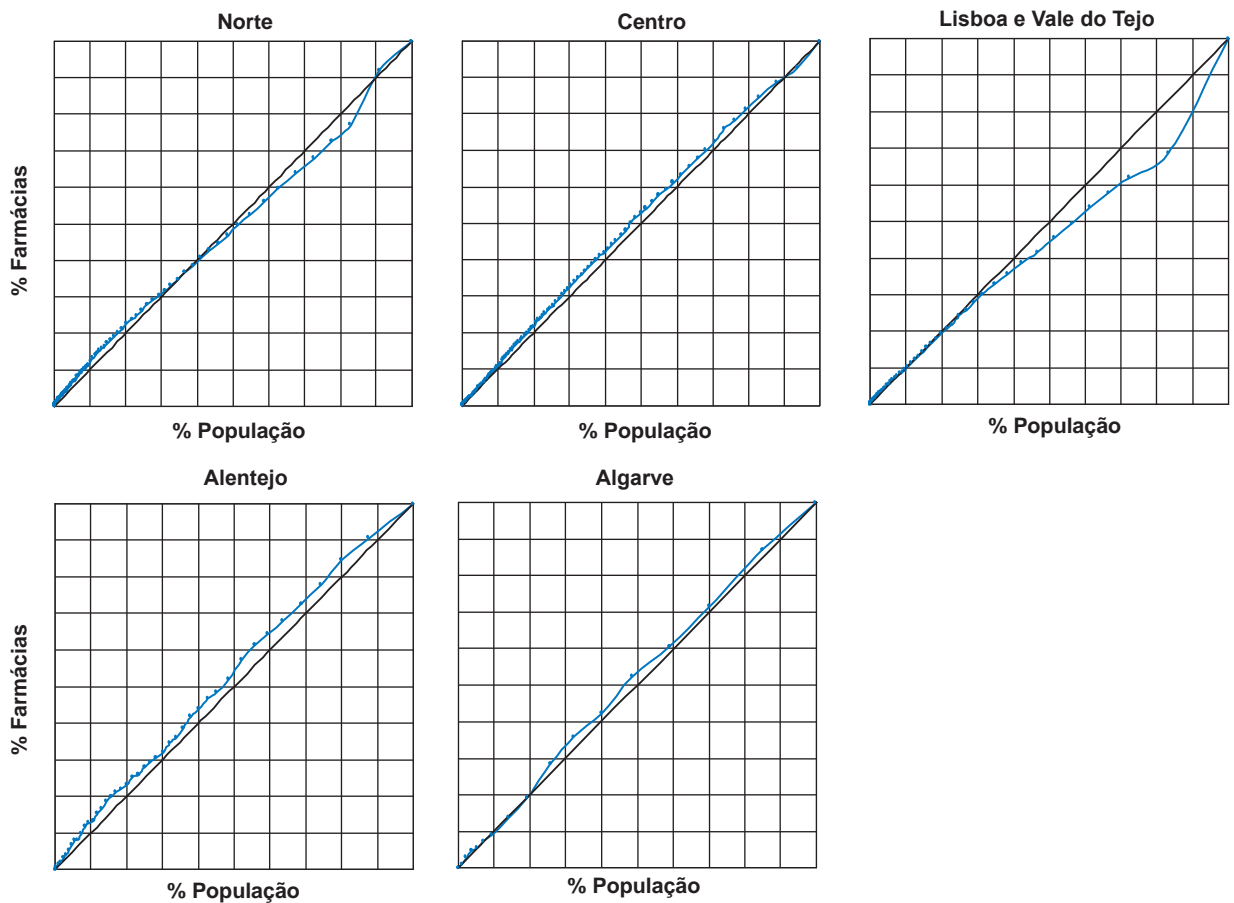 Norte
Centro
Lisboa e Vale do Tejo
% Farmácias
% População
% População
% População
Alentejo
Algarve
% Farmácias
% População
% População